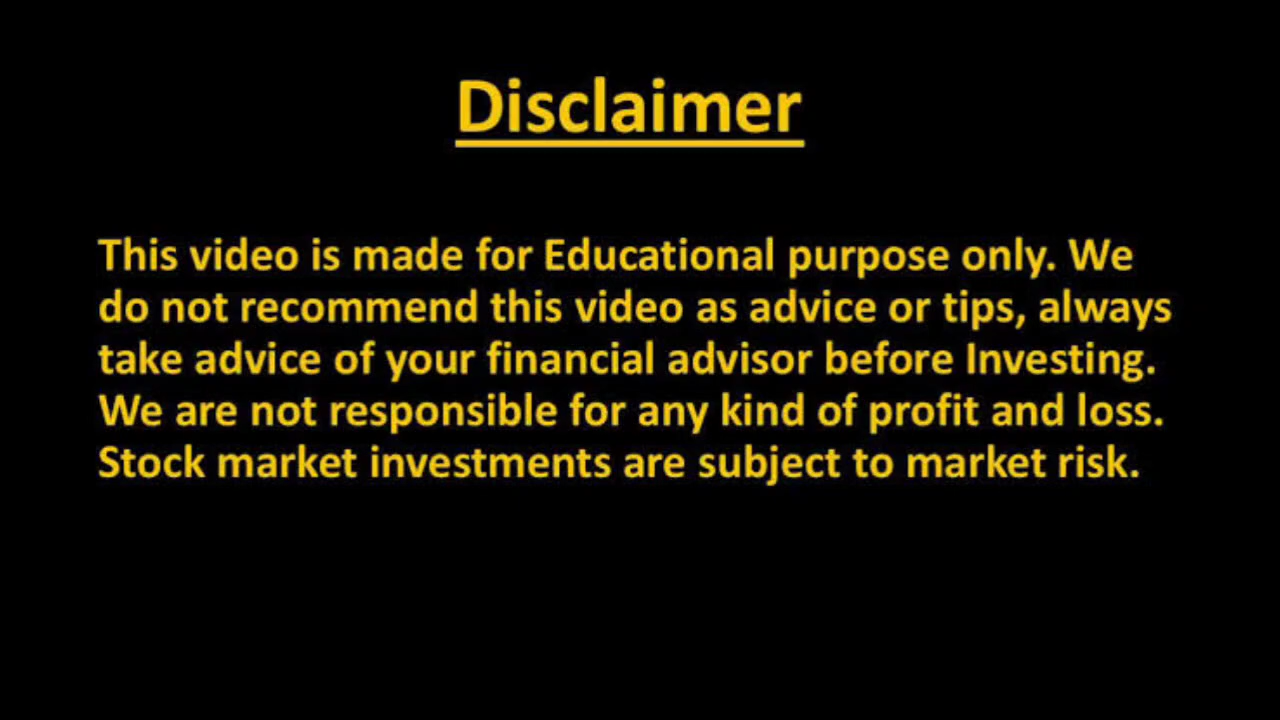 Disclaimer
This video is made for Educational purpose only. We
do not recommend this video as advice or tips, always
take advice of your financial advisor before Investing.
We are not responsible for any kind of profit and loss.
Stock market investments are subject to market risk.